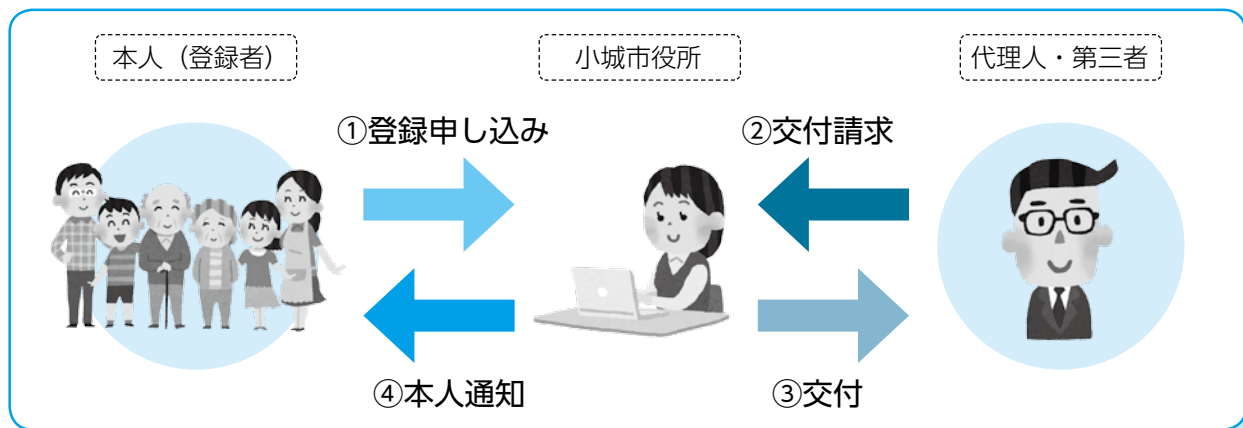 本人（登録者）
小城市役所
代理人・第三者
①登録申し込み
②交付請求
④本人通知
③交付